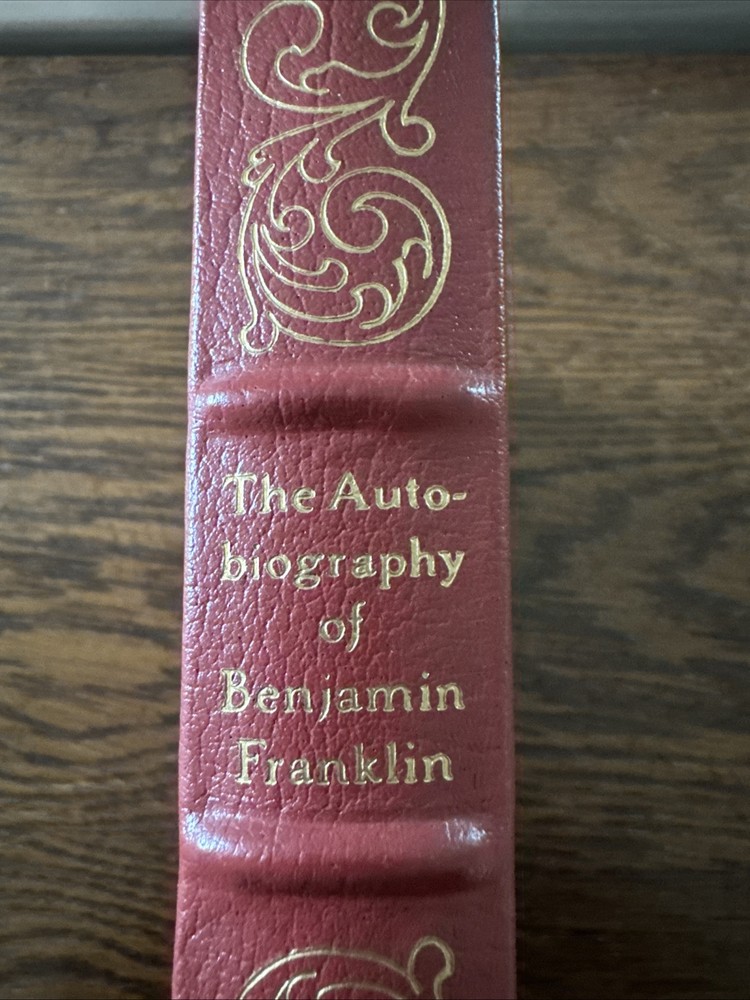 The Auto-
biography
of
Benjamin
Franklin